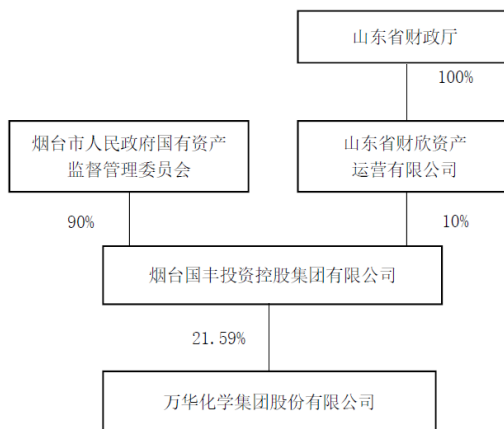 山东省财政厅
100%
烟台市人民政府国有资产
监督管理委员会
山东省财欣资产
运营有限公司
90%
10%
烟台国丰投资控股集团有限公司
21.59%
万华化学集团股份有限公司